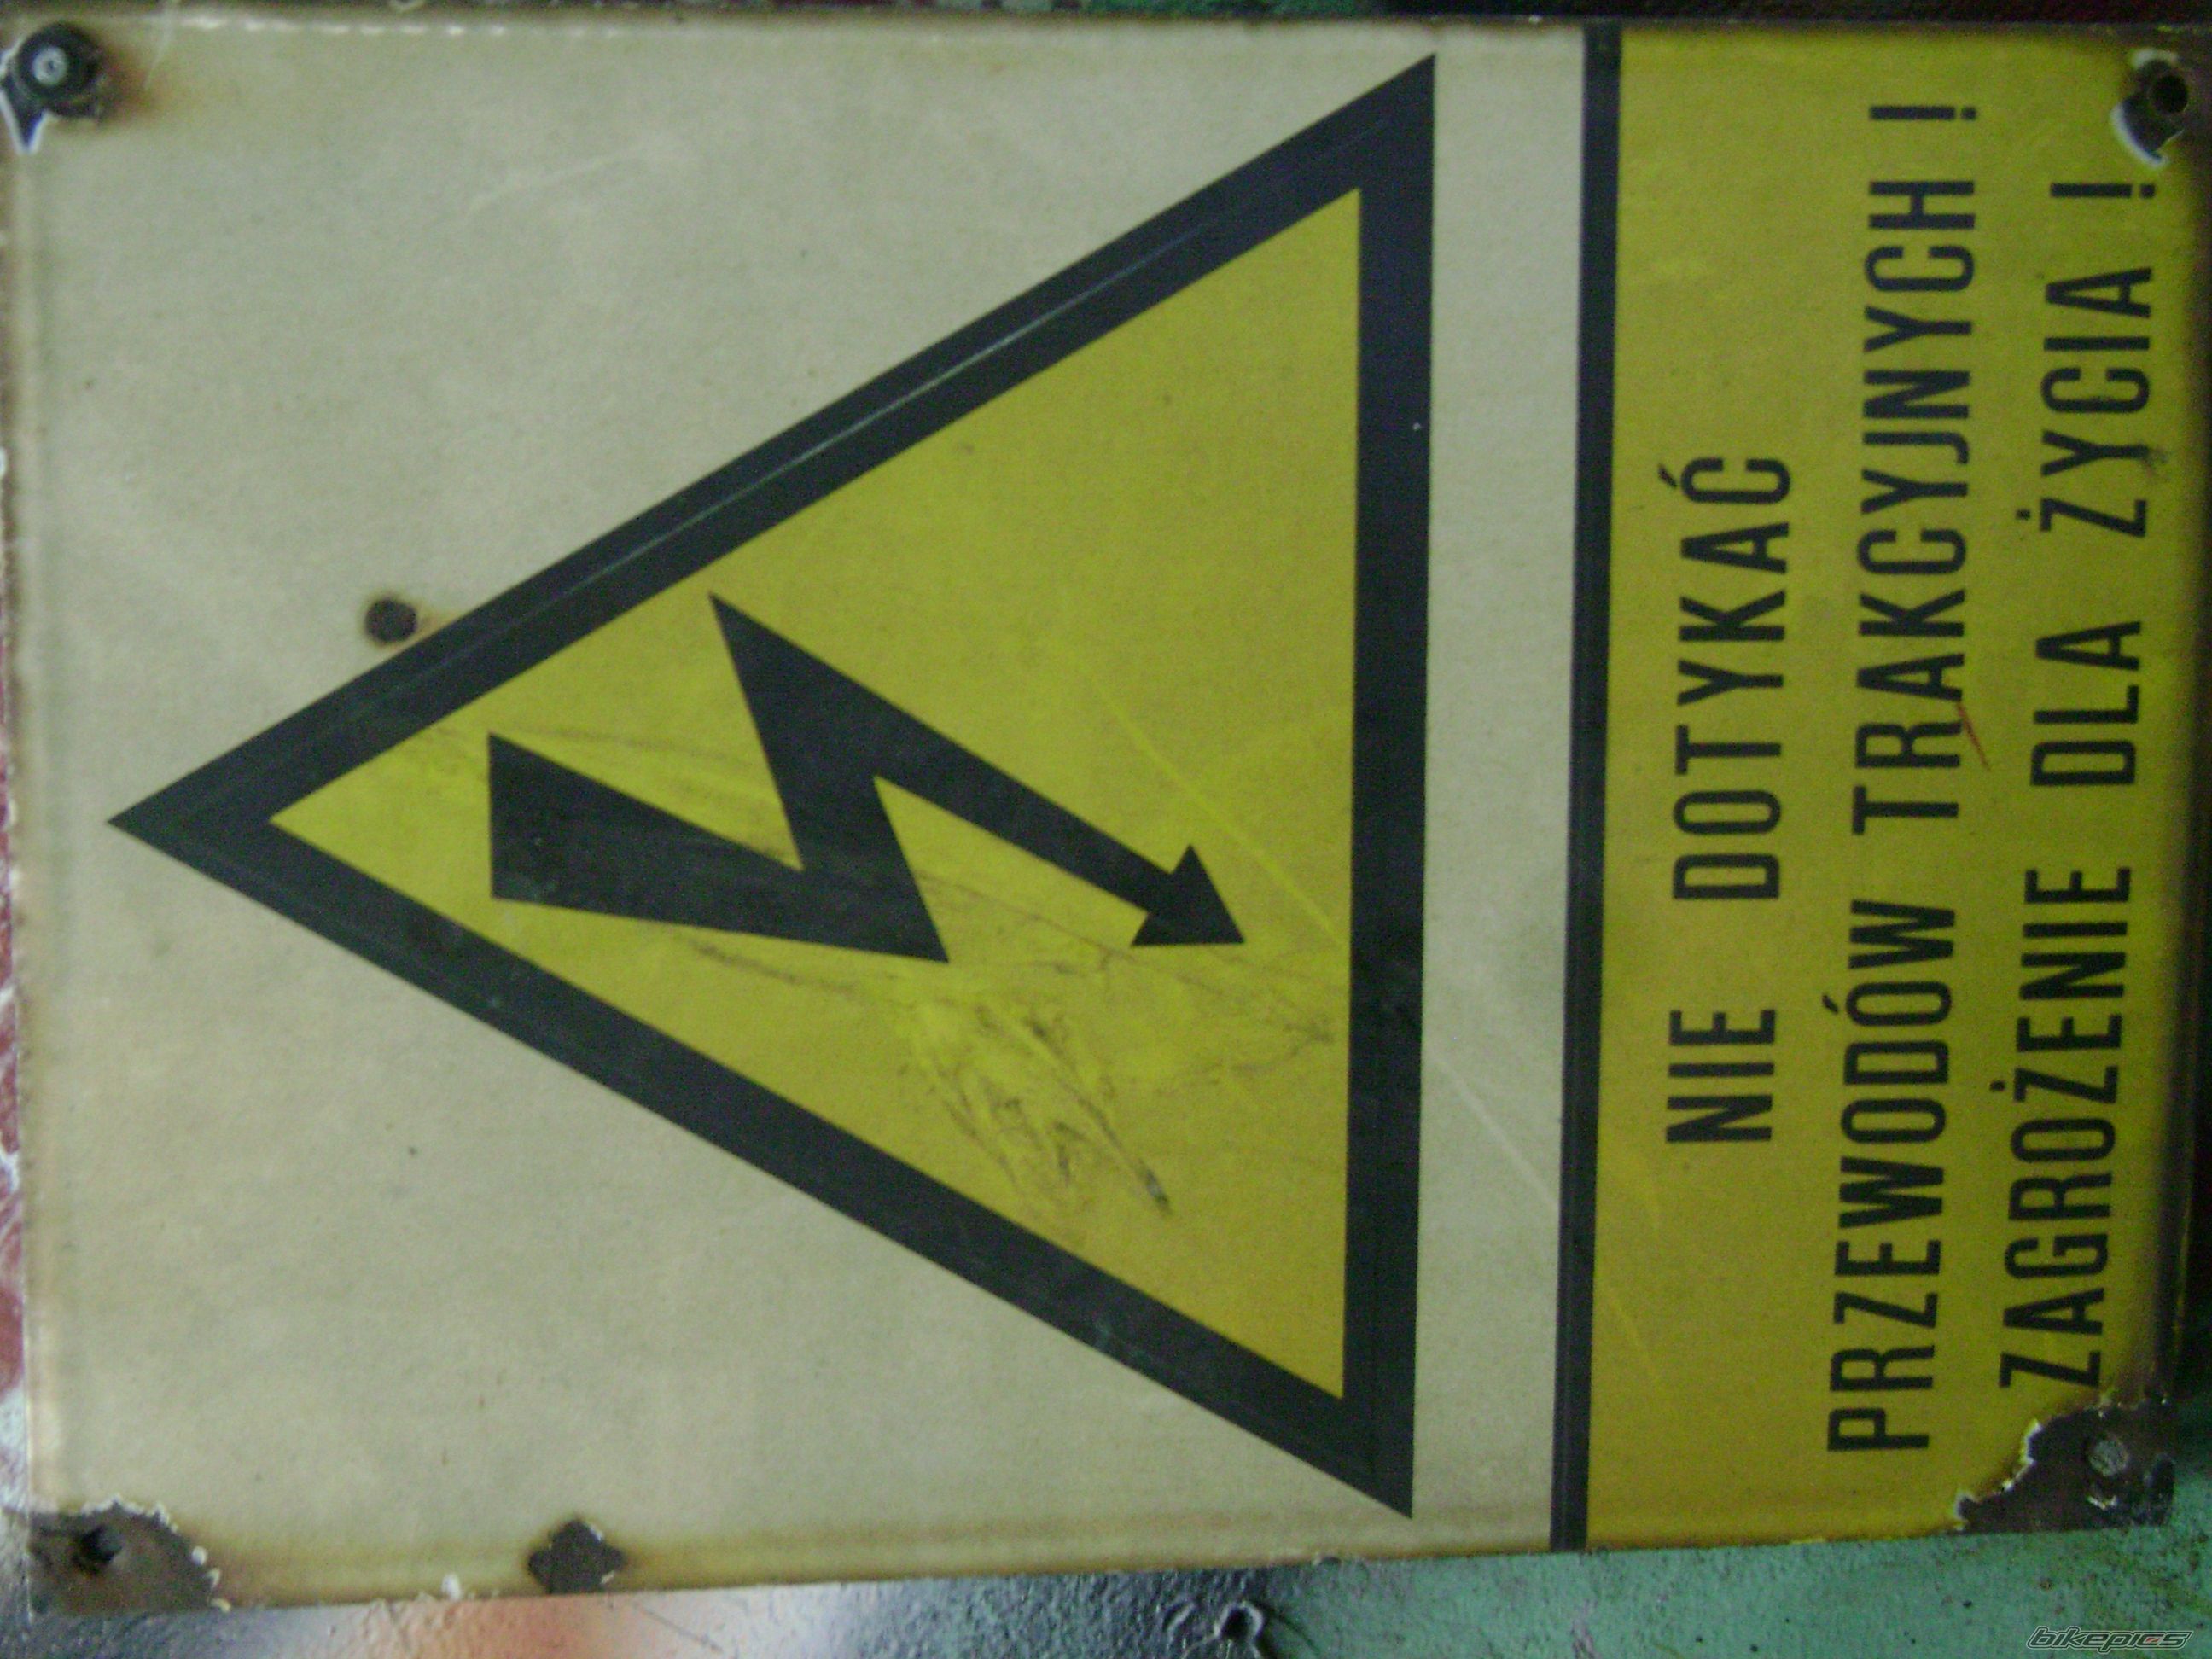 NIE DOTYKAĆ
PRZEWODÓW TRAKCYJNYCH !
ZAGROŻENIE DLA ŻYCIA !
bikepics